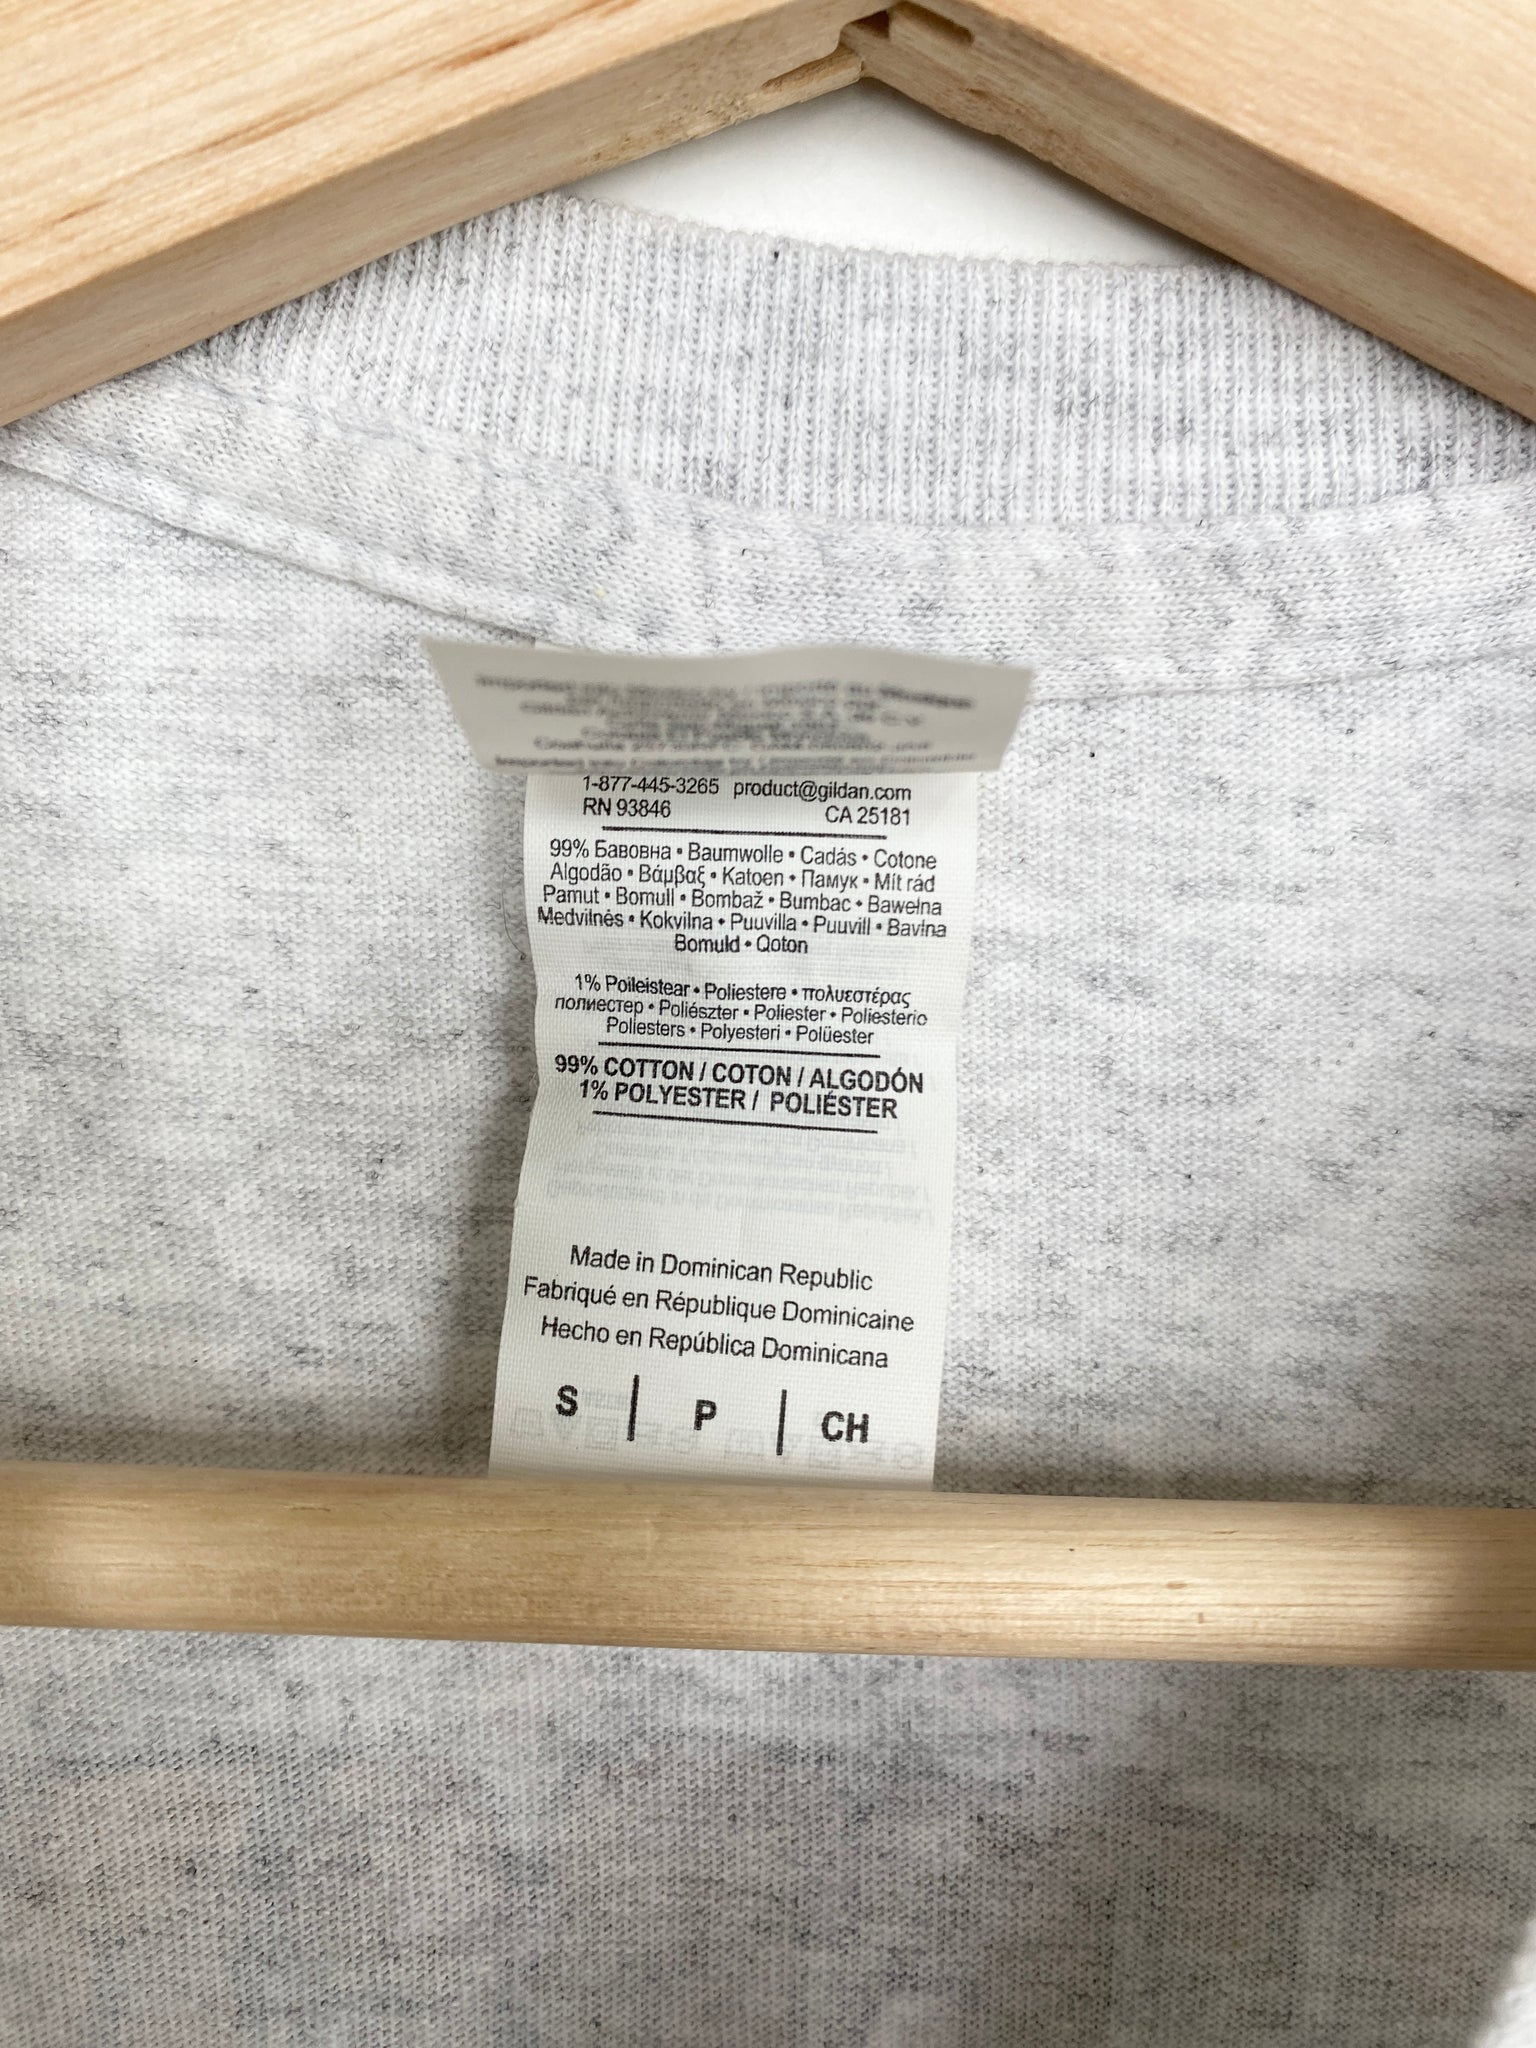 1-877-445-3265 product@gildan.com
RN 93846 CA 25181
99% Бавовна • Baumwolle • Cadás • Cotone
Algodão • Βάμβαξ • Katoen • Памук • Mít rád
Pamut • Bomull • Bombaž • Bumbac • Bawełna
Medvilnės • Kokvilna • Puuvilla • Puuvill • Bavlna
Bomuld • Qoton
1% Poileistear • Poliestere • πολυεστέρας
полиестер • Poliészter • Poliester • Poliesterio
Poliesters • Polyesteri • Polüester
99% COTTON / COTON / ALGODÓN
1% POLYESTER / POLIÉSTER
Made in Dominican Republic
Fabriqué en République Dominicaine
Hecho en República Dominicana
S | P | CH